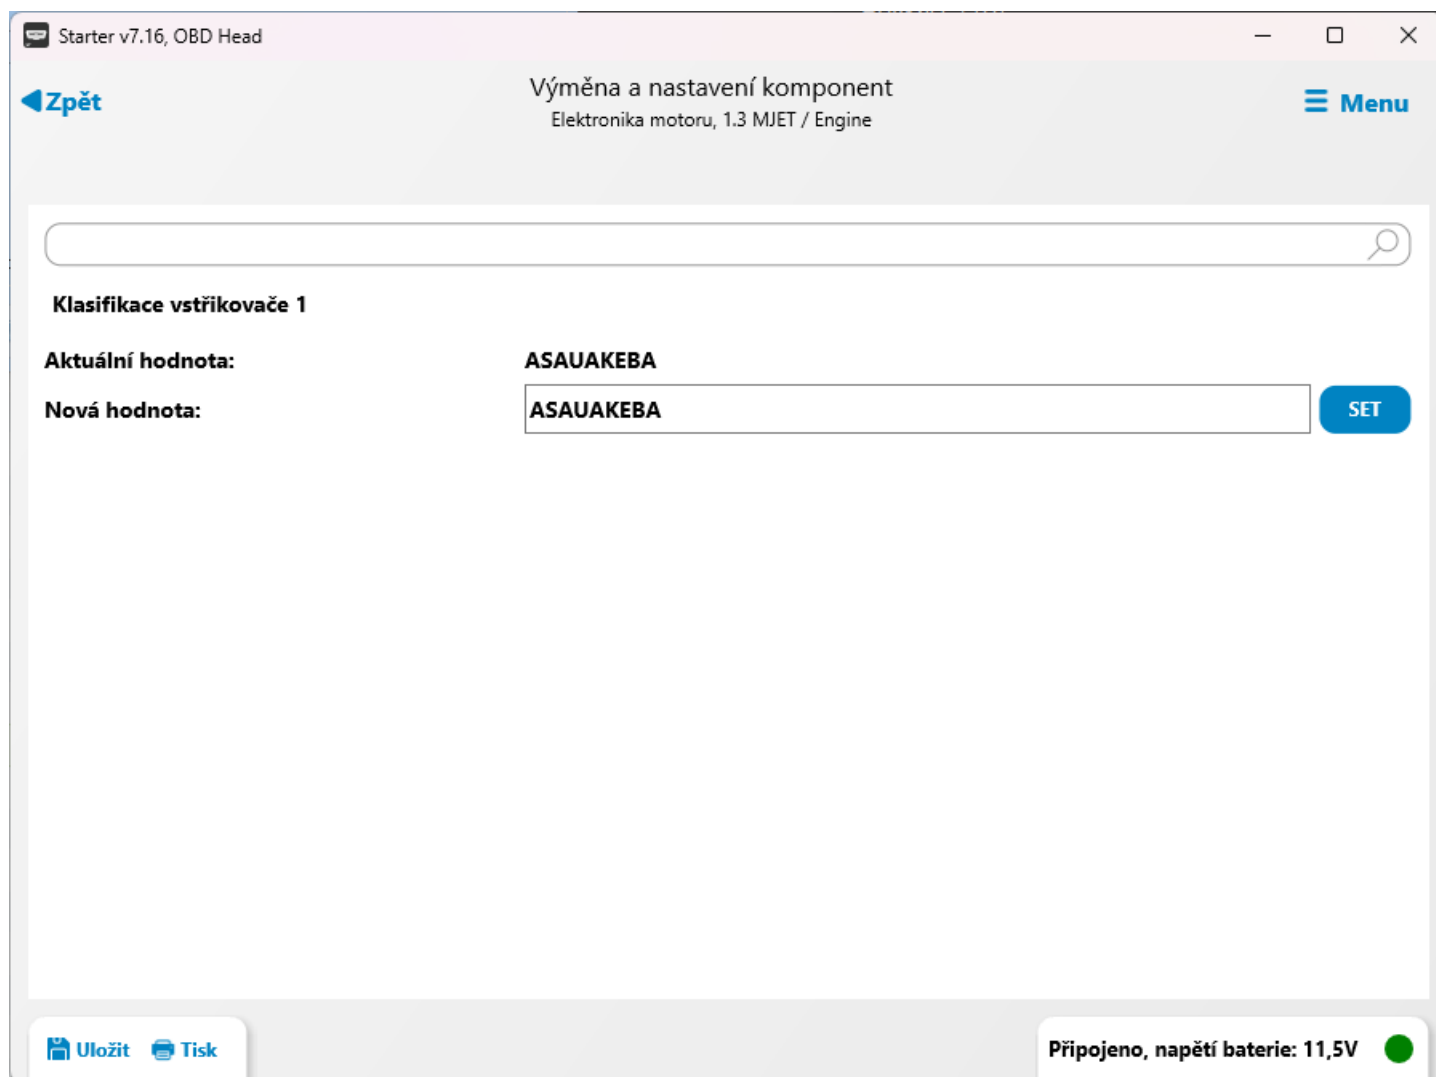 Starter v7.16, OBD Head
Zpět
Výměna a nastavení komponent
Elektronika motoru, 1.3 MJET / Engine
Menu
Klasifikace vstřikovače 1
Aktuální hodnota: ASAUAKEBA
Nová hodnota: ASAUAKEBA SET
Uložit Tisk
Připojeno, napětí baterie: 11,5V